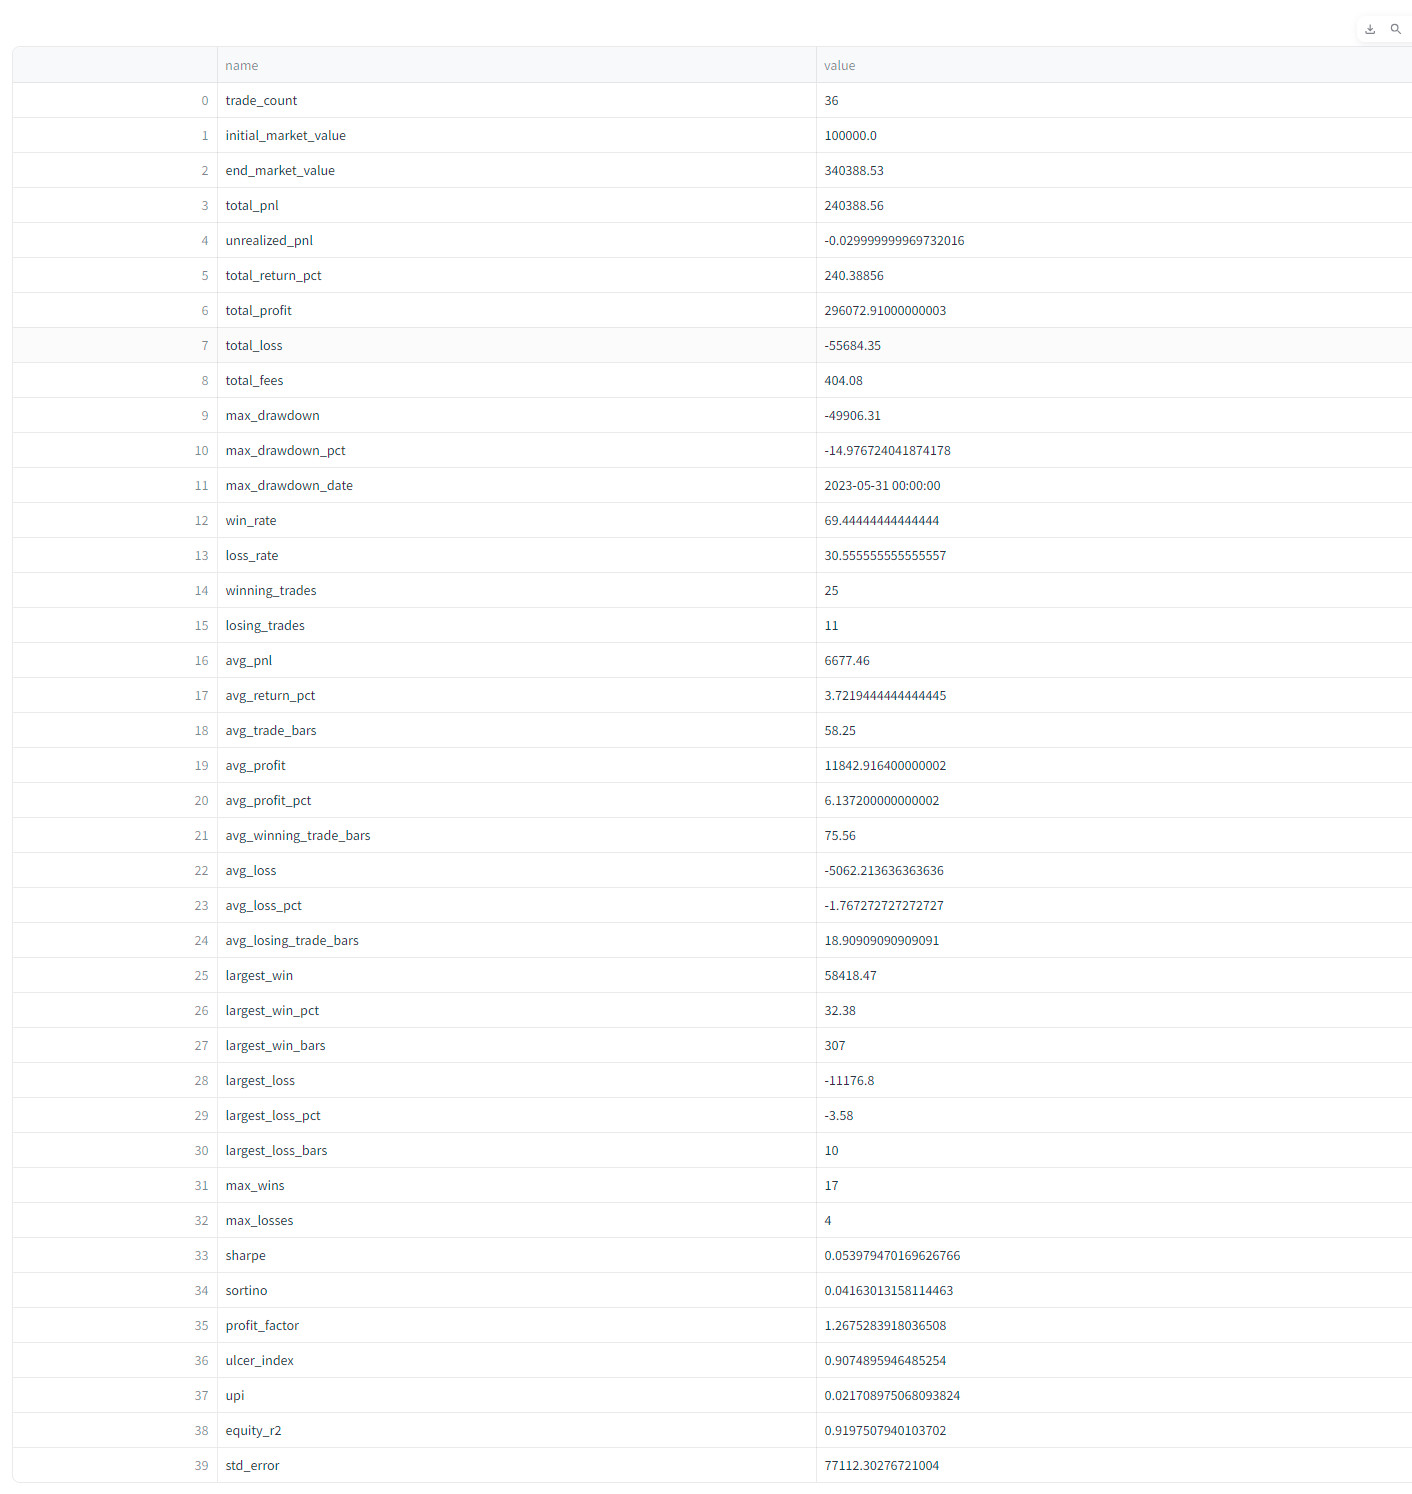 name value
0 trade_count 36
1 initial_market_value 100000.0
2 end_market_value 340388.53
3 total_pnl 240388.56
4 unrealized_pnl -0.029999999969732016
5 total_return_pct 240.38856
6 total_profit 296072.91000000003
7 total_loss -55684.35
8 total_fees 404.08
9 max_drawdown -49906.31
10 max_drawdown_pct -14.976724041874178
11 max_drawdown_date 2023-05-31 00:00:00
12 win_rate 69.44444444444444
13 loss_rate 30.555555555555557
14 winning_trades 25
15 losing_trades 11
16 avg_pnl 6677.46
17 avg_return_pct 3.7219444444444445
18 avg_trade_bars 58.25
19 avg_profit 11842.916400000002
20 avg_profit_pct 6.137200000000002
21 avg_winning_trade_bars 75.56
22 avg_loss -5062.213636363636
23 avg_loss_pct -1.767272727272727
24 avg_losing_trade_bars 18.90909090909091
25 largest_win 58418.47
26 largest_win_pct 32.38
27 largest_win_bars 307
28 largest_loss -11176.8
29 largest_loss_pct -3.58
30 largest_loss_bars 10
31 max_wins 17
32 max_losses 4
33 sharpe 0.053979470169626766
34 sortino 0.04163013158114463
35 profit_factor 1.2675283918036508
36 ulcer_index 0.9074895946485254
37 upi 0.021708975068093824
38 equity_r2 0.9197507940103702
39 std_error 77112.30276721004